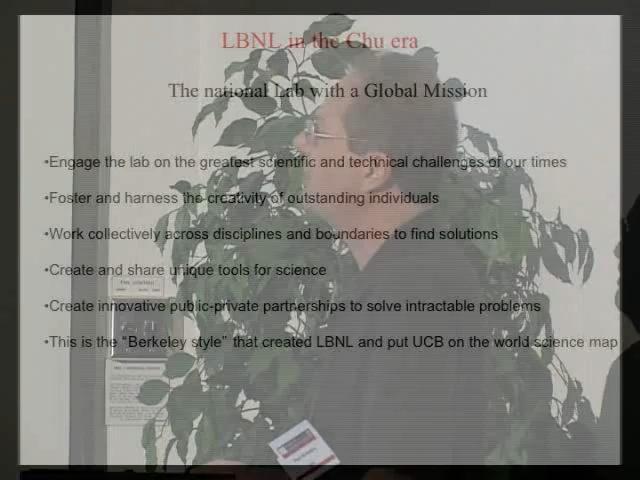 LBNL in the Chu era
The national Lab with a Global Mission
•Engage the lab on the greatest scientific and technical challenges of our times
•Foster and harness the creativity of outstanding individuals
•Work collectively across disciplines and boundaries to find solutions
•Create and share unique tools for science
•Create innovative public-private partnerships to solve intractable problems
•This is the "Berkeley style" that created LBNL and put UCB on the world science map